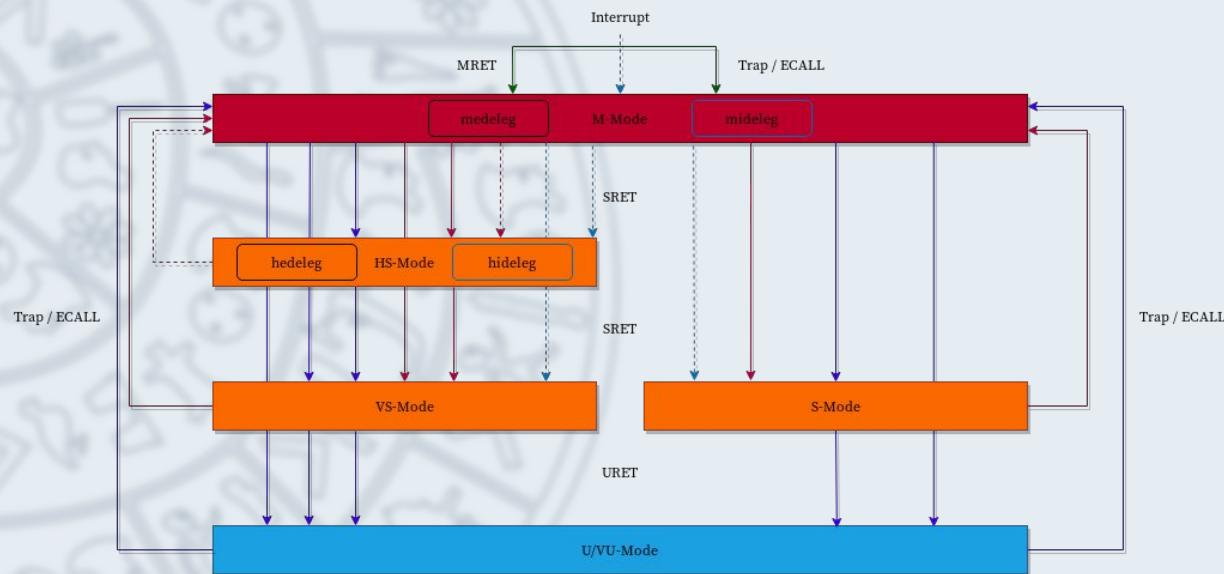 Interrupt
MRET
Trap / ECALL
medeleg
M-Mode
mideleg
SRET
hedeleg
HS-Mode
hideleg
Trap / ECALL
SRET
Trap / ECALL
VS-Mode
S-Mode
URET
U/VU-Mode